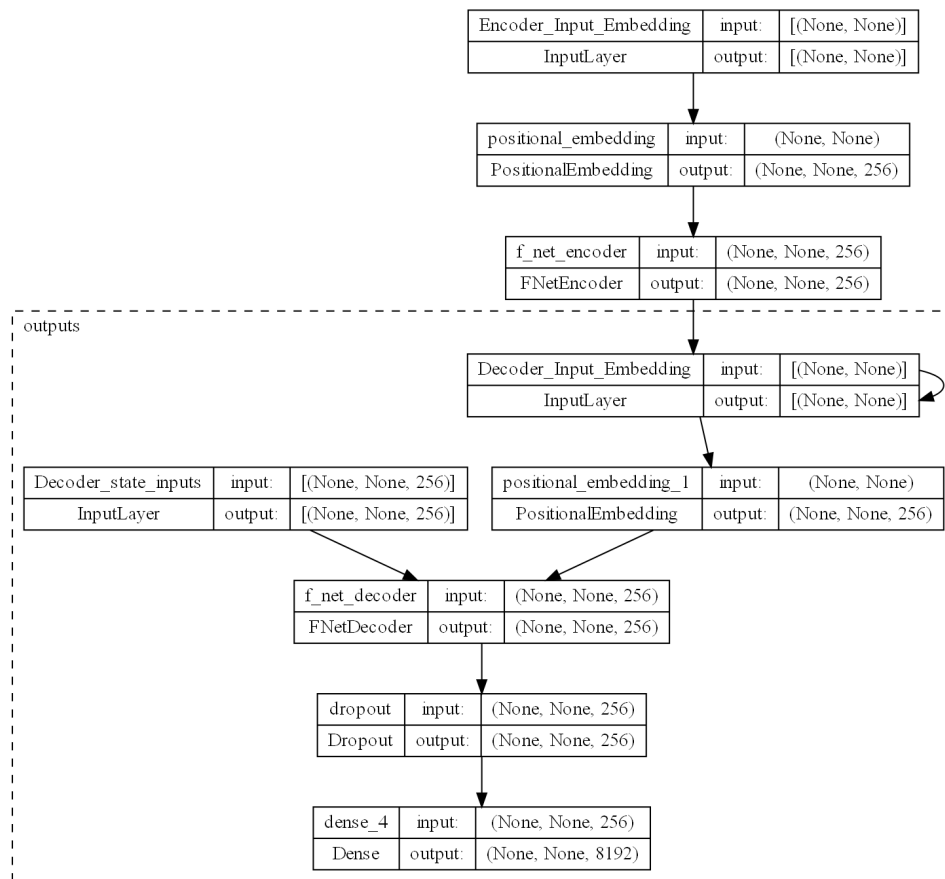 Encoder_Input_Embedding input: [(None, None)]
InputLayer output: [(None, None)]
positional_embedding input: (None, None)
PositionalEmbedding output: (None, None, 256)
f_net_encoder input: (None, None, 256)
FNetEncoder output: (None, None, 256)
outputs
Decoder_Input_Embedding input: [(None, None)]
InputLayer output: [(None, None)]
Decoder_state_inputs input: [(None, None, 256)]
InputLayer output: [(None, None, 256)]
positional_embedding_1 input: (None, None)
PositionalEmbedding output: (None, None, 256)
f_net_decoder input: (None, None, 256)
FNetDecoder output: (None, None, 256)
dropout input: (None, None, 256)
Dropout output: (None, None, 256)
dense_4 input: (None, None, 256)
Dense output: (None, None, 8192)